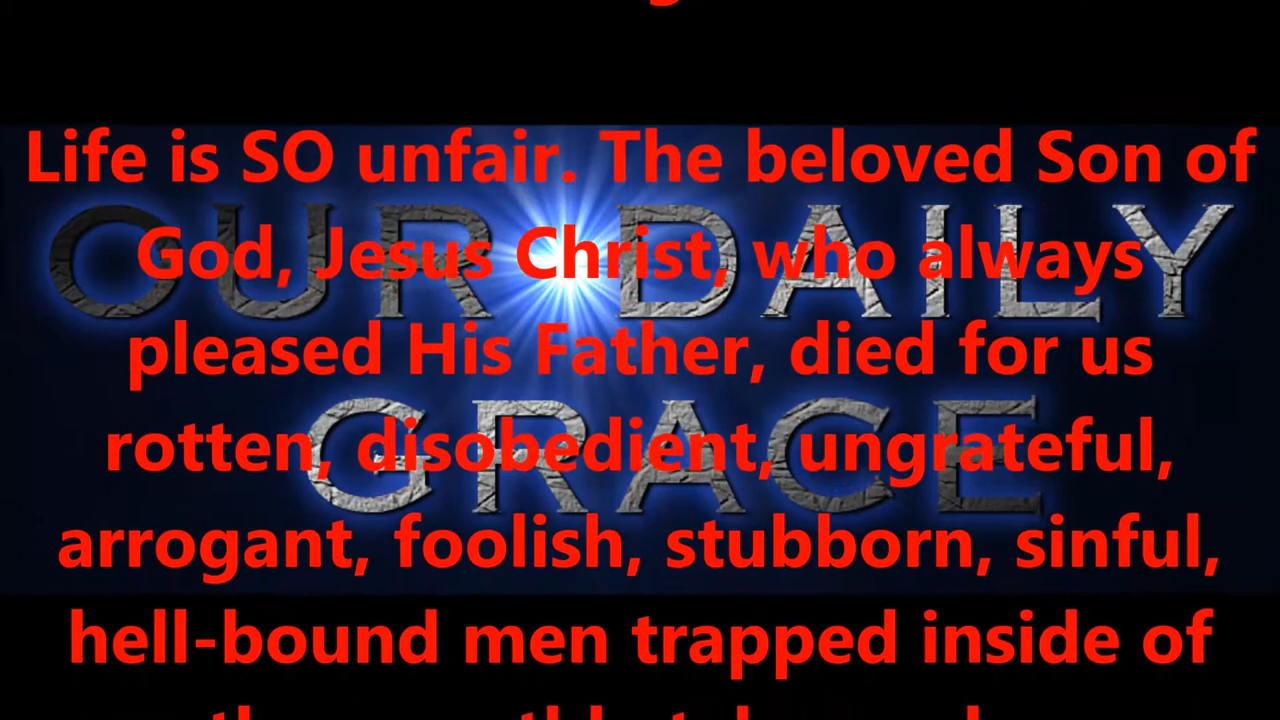 Life is SO unfair. The beloved Son of
God, Jesus Christ, who always
pleased His Father, died for us
rotten, disobedient, ungrateful,
arrogant, foolish, stubborn, sinful,
hell-bound men trapped inside of
OUR DAILY
GRACE